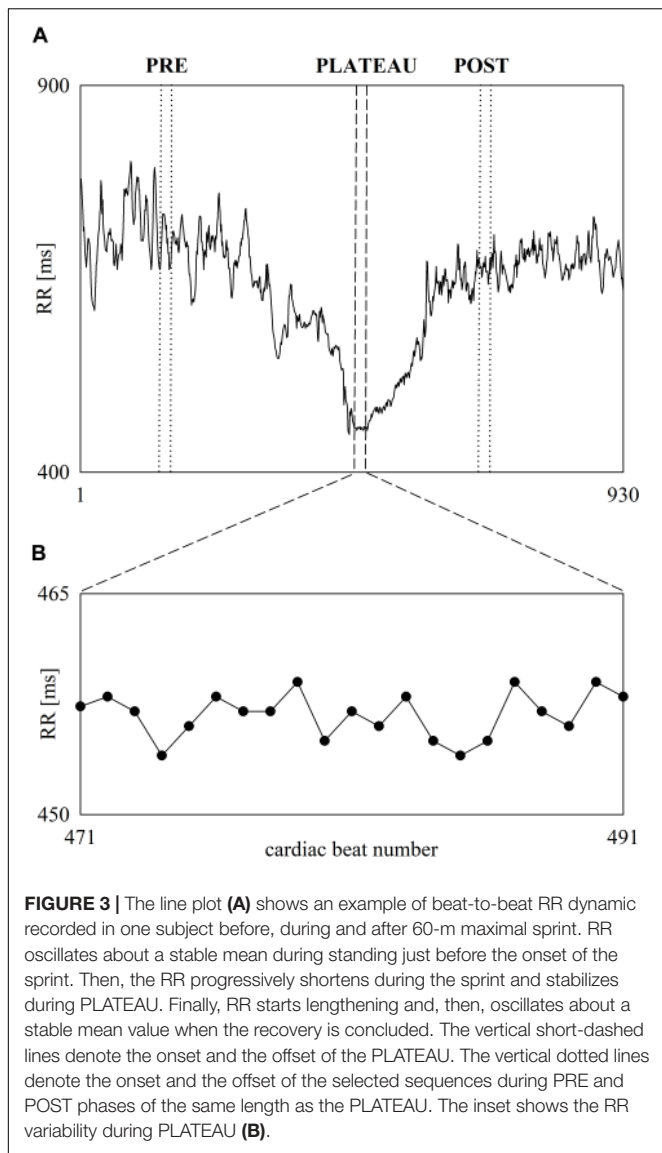 A
PRE PLATEAU POST
900
RR [ms]
400
1 930
B
465
RR [ms]
450
471 491
cardiac beat number
FIGURE 3 | The line plot (A) shows an example of beat-to-beat RR dynamic
recorded in one subject before, during and after 60-m maximal sprint. RR
oscillates about a stable mean during standing just before the onset of the
sprint. Then, the RR progressively shortens during the sprint and stabilizes
during PLATEAU. Finally, RR starts lengthening and, then, oscillates about a
stable mean value when the recovery is concluded. The vertical short-dashed
lines denote the onset and the offset of the PLATEAU. The vertical dotted lines
denote the onset and the offset of the selected sequences during PRE and
POST phases of the same length as the PLATEAU. The inset shows the RR
variability during PLATEAU (B).